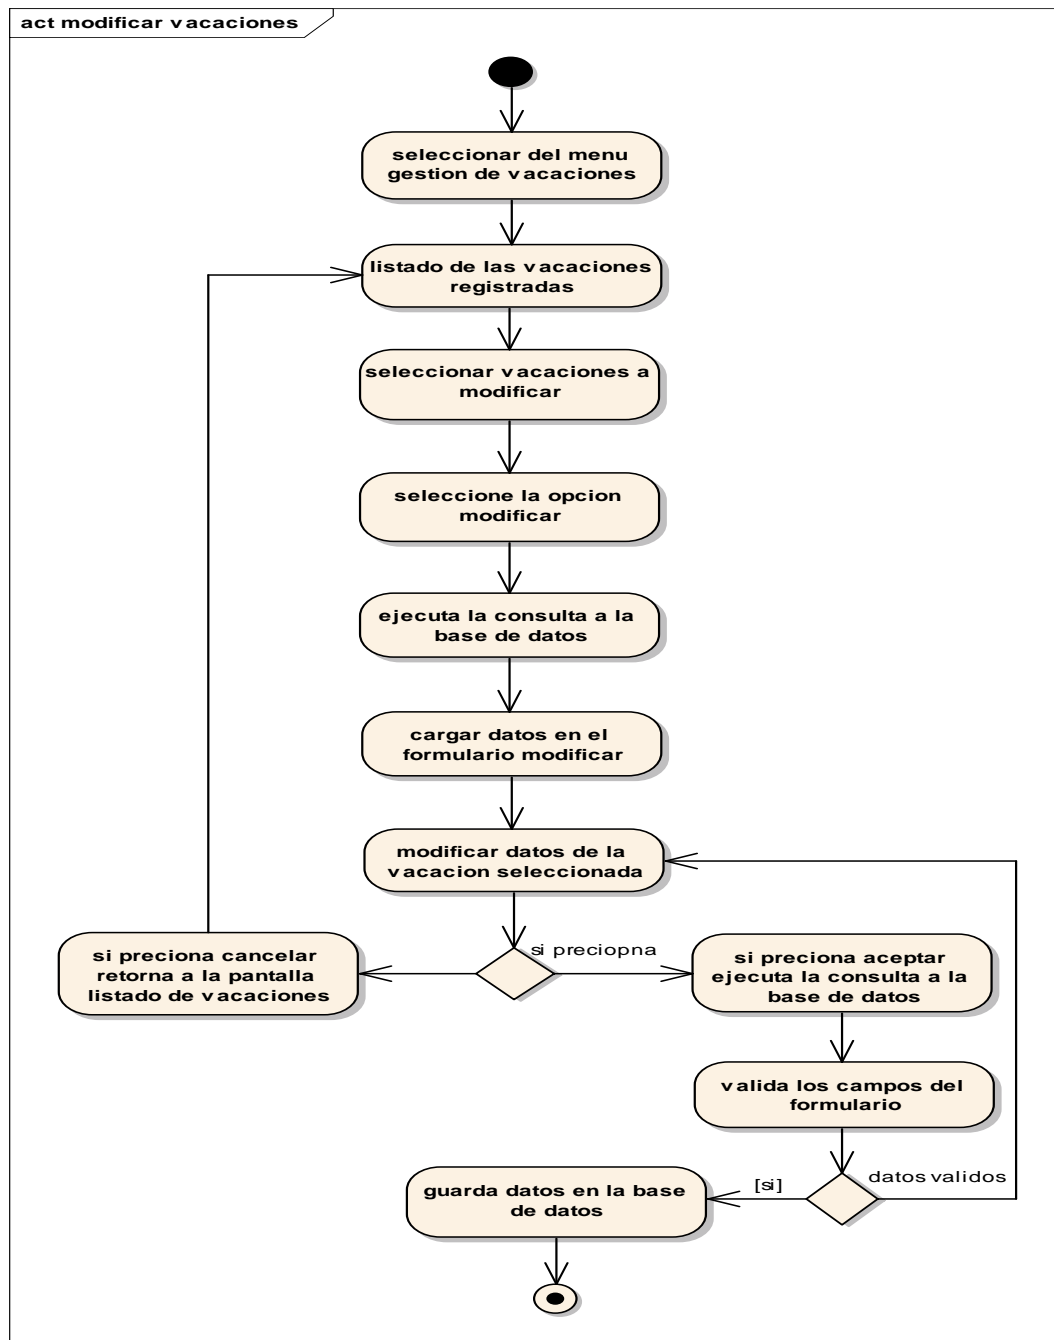 act modificar vacaciones
seleccionar del menu
gestion de vacaciones
listado de las vacaciones
registradas
seleccionar vacaciones a
modificar
seleccione la opcion
modificar
ejecuta la consulta a la
base de datos
cargar datos en el
formulario modificar
modificar datos de la
vacacion seleccionada
si preciopna
si preciona cancelar
retorna a la pantalla
listado de vacaciones
si preciona aceptar
ejecuta la consulta a la
base de datos
valida los campos del
formulario
datos validos
[si]
guarda datos en la base
de datos